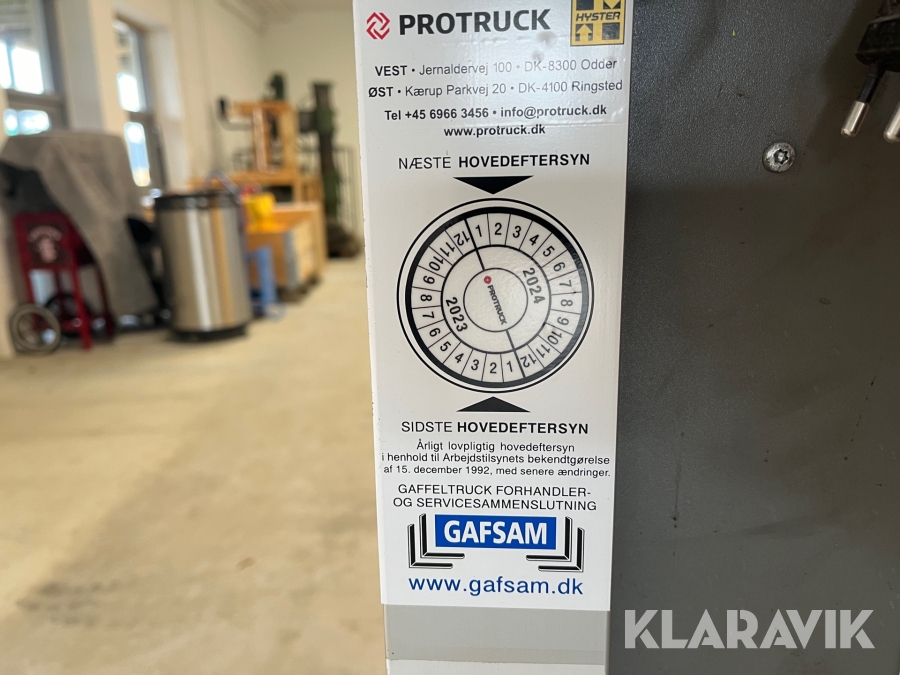 PROTRUCK
HYSTER
VEST • Jernaldervej 100 • DK-8300 Odder
ØST • Kærup Parkvej 20 • DK-4100 Ringsted
Tel +45 6966 3456 • info@protruck.dk
www.protruck.dk
NÆSTE HOVEDEFTERSYN
1 2 3 4 5 6 7 8 9 10 11 12
2024
PROTRUCK
2023
1 2 3 4 5 6 7 8 9 10 11 12
SIDSTE HOVEDEFTERSYN
Årligt lovpligtig hovedeftersyn
i henhold til Arbejdstilsynets bekendtgørelse
af 15. december 1992, med senere ændringer.
GAFFELTRUCK FORHANDLER-
OG SERVICESAMMENSLUTNING
GAFSAM
www.gafsam.dk
KLARAVIK